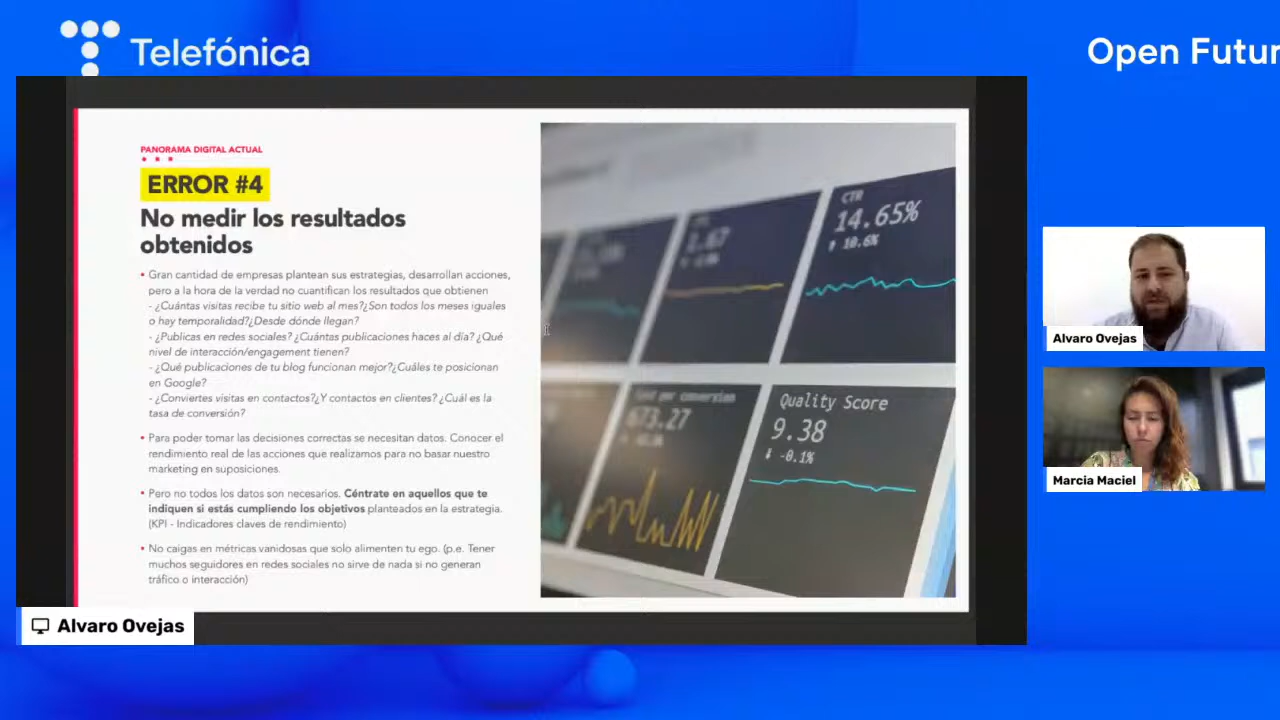 Telefónica
Open Futur
PANORAMA DIGITAL ACTUAL
ERROR #4
No medir los resultados
obtenidos
• Gran cantidad de empresas plantean sus estrategias, desarrollan acciones,
pero a la hora de la verdad no cuantifican los resultados que obtienen
- ¿Cuántas visitas recibe tu sitio web al mes?¿Son todos los meses iguales
o hay temporalidad?¿Desde dónde llegan?
- ¿Publicas en redes sociales? ¿Cuántas publicaciones haces al día? ¿Qué
nivel de interacción/engagement tienen?
- ¿Qué publicaciones de tu blog funcionan mejor?¿Cuáles te posicionan
en Google?
- ¿Conviertes visitas en contactos?¿Y contactos en clientes? ¿Cuál es la
tasa de conversión?
• Para poder tomar las decisiones correctas se necesitan datos. Conocer el
rendimiento real de las acciones que realizamos para no basar nuestro
marketing en suposiciones.
• Pero no todos los datos son necesarios. Céntrate en aquellos que te
indiquen si estás cumpliendo los objetivos planteados en la estrategia.
(KPI - Indicadores claves de rendimiento)
• No caigas en métricas vanidosas que solo alimenten tu ego. (p.e. Tener
muchos seguidores en redes sociales no sirve de nada si no generan
tráfico o interacción)
CTR
14.65%
10.6%
673.27
Quality Score
9.38
-0.1%
Alvaro Ovejas
Marcia Maciel
Alvaro Ovejas